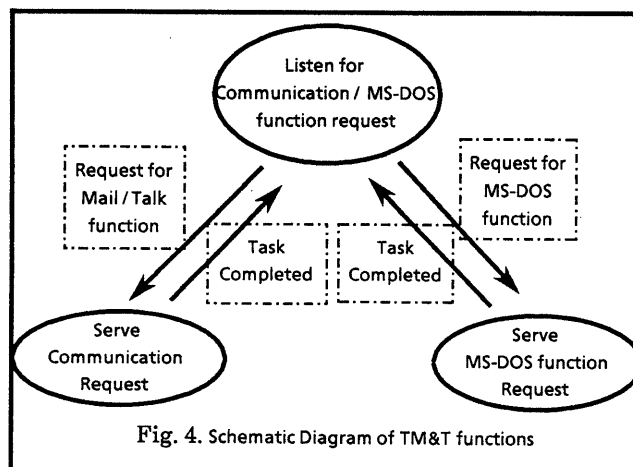 Listen for
Communication / MS-DOS
function request
Request for
Mail / Talk
function
Request for
MS-DOS
function
Task
Completed
Task
Completed
Serve
Communication
Request
Serve
MS-DOS function
Request
Fig. 4. Schematic Diagram of TM&T functions